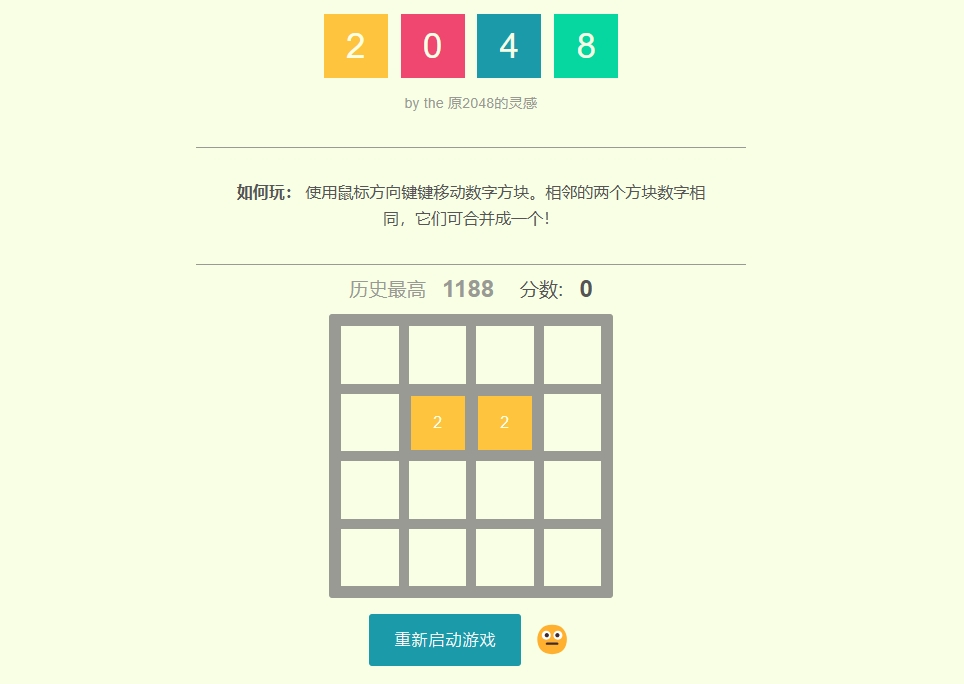 2 0 4 8
by the 原2048的灵感
如何玩： 使用鼠标方向键键移动数字方块。相邻的两个方块数字相
同，它们可合并成一个！
历史最高 1188 分数: 0
2 2
重新启动游戏